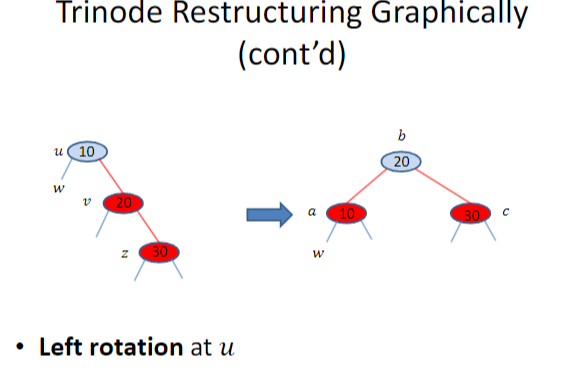 Trinode Restructuring Graphically
(cont’d)
b
u 10
20
w
v 20
a 10
30 c
z 30
w
• Left rotation at u